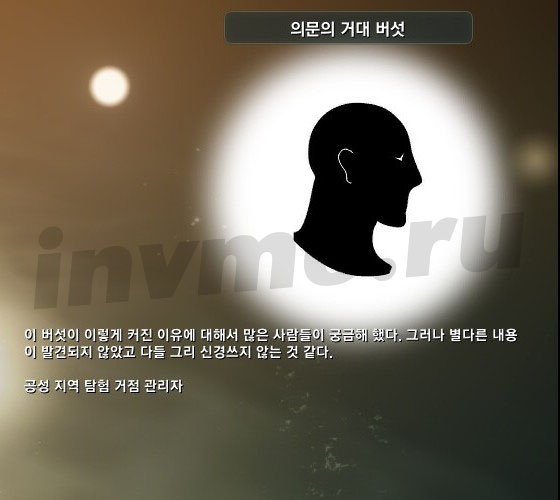 의문의 거대 버섯
invmc.ru
이 버섯이 이렇게 커진 이유에 대해서 많은 사람들이 궁금해 했다. 그러나 별다른 내용
이 발견되지 않았고 다들 그리 신경쓰지 않는 것 같다.
공성 지역 탐험 거점 관리자